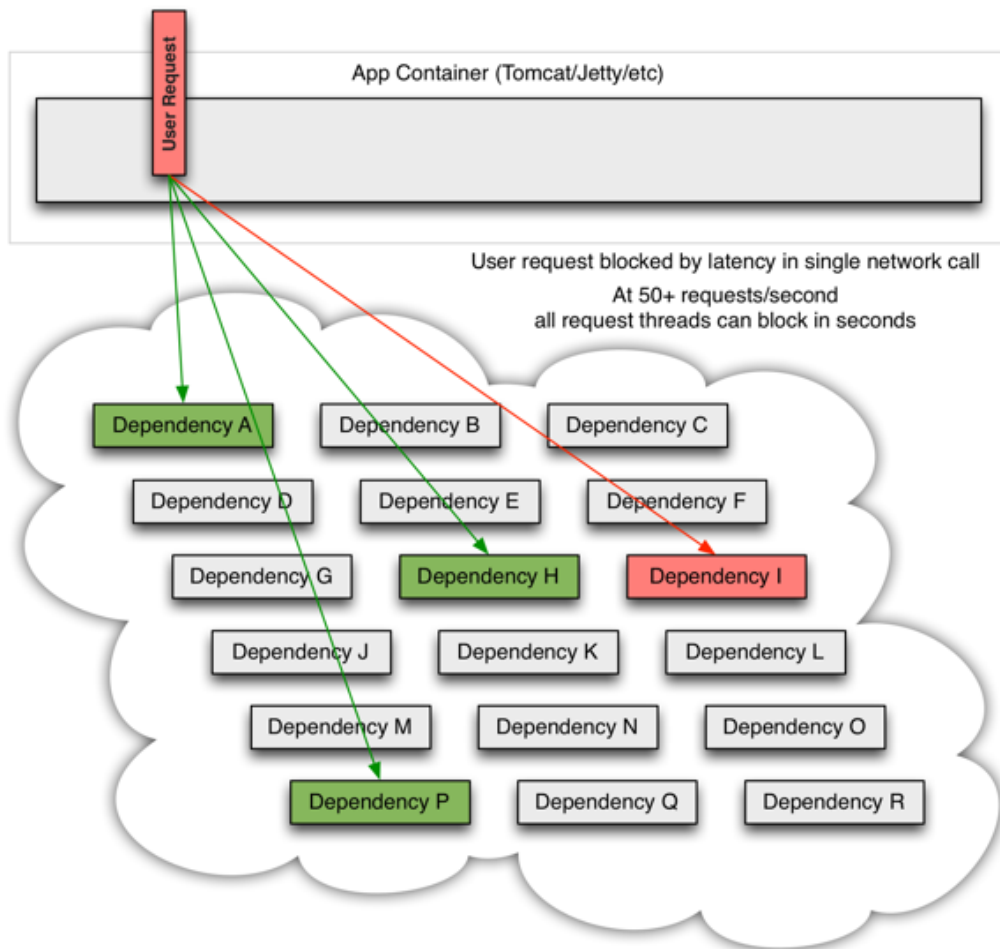 User Request
App Container (Tomcat/Jetty/etc)
User request blocked by latency in single network call
At 50+ requests/second
all request threads can block in seconds
Dependency A
Dependency B
Dependency C
Dependency D
Dependency E
Dependency F
Dependency G
Dependency H
Dependency I
Dependency J
Dependency K
Dependency L
Dependency M
Dependency N
Dependency O
Dependency P
Dependency Q
Dependency R